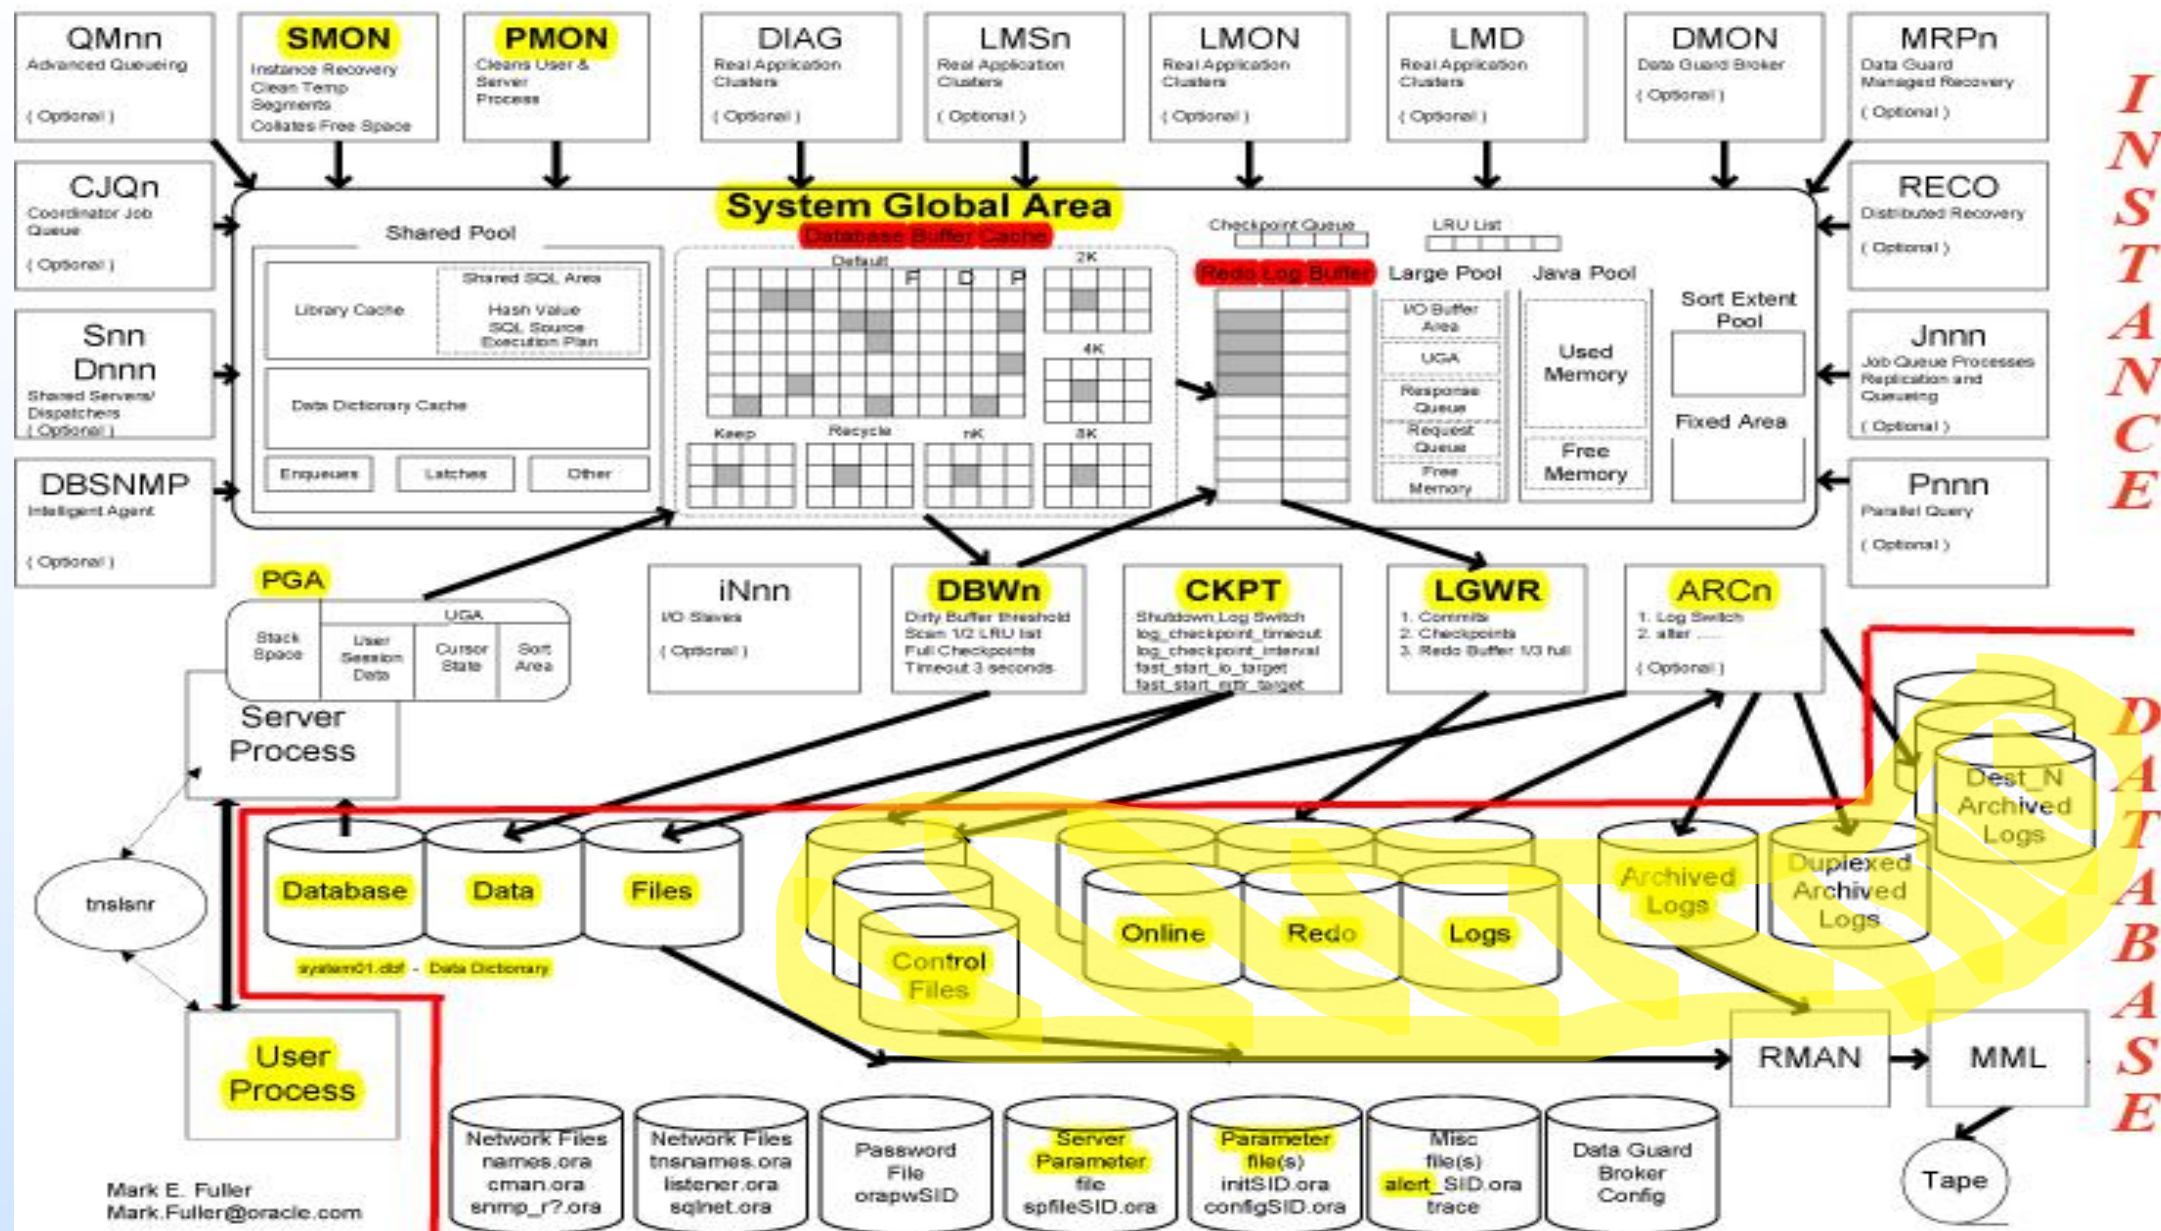 QMnn
Advanced Queueing
( Optional )
SMON
Instance Recovery
Clean Temp
Segments
Collates Free Space
PMON
Cleans User &
Server
Process
DIAG
Real Application
Clusters
( Optional )
LMSn
Real Application
Clusters
( Optional )
LMON
Real Application
Clusters
( Optional )
LMD
Real Application
Clusters
( Optional )
DMON
Data Guard Broker
( Optional )
MRPn
Data Guard
Managed Recovery
( Optional )
INSTANCE
CJQn
Coordinator Job
Queue
( Optional )
Snn
Dnnn
Shared Servers/
Dispatchers
( Optional )
DBSNMP
Intelligent Agent
( Optional )
System Global Area
Shared Pool
Library Cache
Shared SQL Area
Hash Value
SQL Source
Execution Plan
Data Dictionary Cache
Enqueues
Latches
Other
Database Buffer Cache
Default
F D P
2K
4K
8K
Keep
Recycle
nK
Checkpoint Queue
LRU List
Redo Log Buffer
Large Pool
I/O Buffer
Area
UGA
Response
Queue
Request
Queue
Free
Memory
Java Pool
Used
Memory
Free
Memory
Sort Extent
Pool
Fixed Area
RECO
Distributed Recovery
( Optional )
Jnnn
Job Queue Processes
Replication and
Queueing
( Optional )
Pnnn
Parallel Query
( Optional )
PGA
Stack
Space
UGA
User
Session
Data
Cursor
State
Sort
Area
Server
Process
iNnn
I/O Slaves
( Optional )
DBWn
Dirty Buffer threshold
Scan 1/2 LRU list
Full Checkpoints
Timeout 3 seconds
CKPT
Shutdown,Log Switch
log_checkpoint_timeout
log_checkpoint_interval
fast_start_io_target
fast_start_mttr_target
LGWR
1. Commits
2. Checkpoints
3. Redo Buffer 1/3 full
ARCn
1. Log Switch
2. alter .....
( Optional )
DATABASE
Dest_N
Archived
Logs
tnslsnr
Database
Data
Files
system01.dbf - Data Dictionary
Control
Files
Online
Redo
Logs
Archived
Logs
Duplexed
Archived
Logs
User
Process
RMAN
MML
Tape
Network Files
names.ora
cman.ora
snmp_r?.ora
Network Files
tnsnames.ora
listener.ora
sqlnet.ora
Password
File
orapwSID
Server
Parameter
file
spfileSID.ora
Parameter
file(s)
initSID.ora
configSID.ora
Misc
file(s)
alert_SID.ora
trace
Data Guard
Broker
Config
Mark E. Fuller
Mark.Fuller@oracle.com